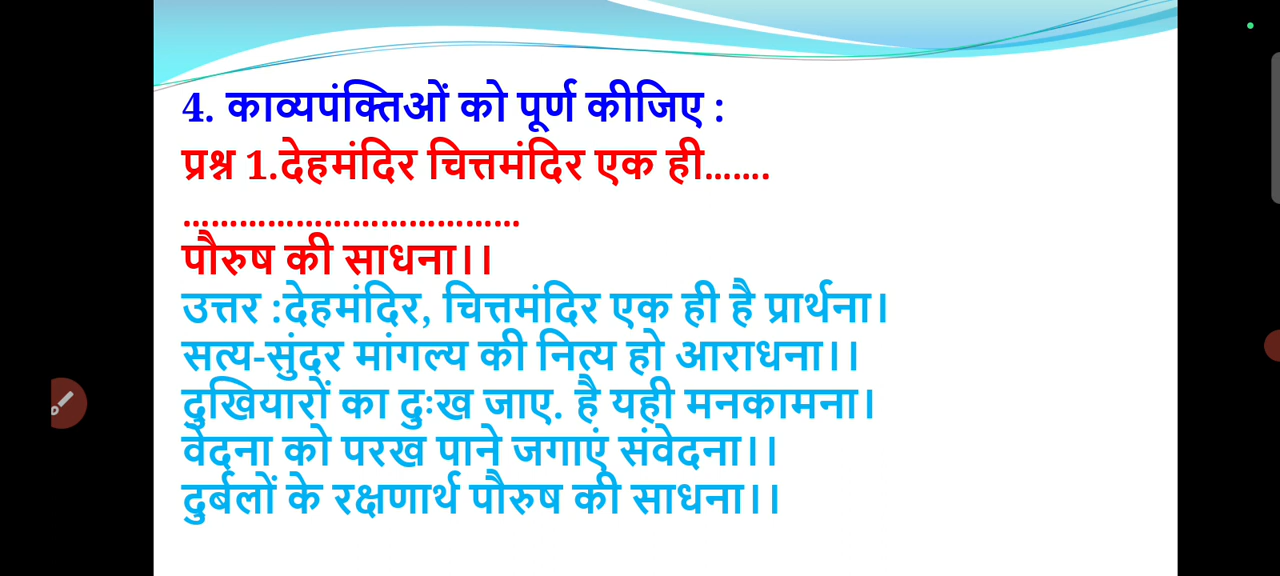 4. काव्यपंक्तिओं को पूर्ण कीजिए :
प्रश्न 1.देहमंदिर चित्तमंदिर एक ही.......
....................................
पौरुष की साधना।।
उत्तर :देहमंदिर, चित्तमंदिर एक ही है प्रार्थना।
सत्य-सुंदर मांगल्य की नित्य हो आराधना।।
दुखियारों का दुःख जाए. है यही मनकामना।
वेदना को परख पाने जगाएं संवेदना।।
दुर्बलों के रक्षणार्थ पौरुष की साधना।।